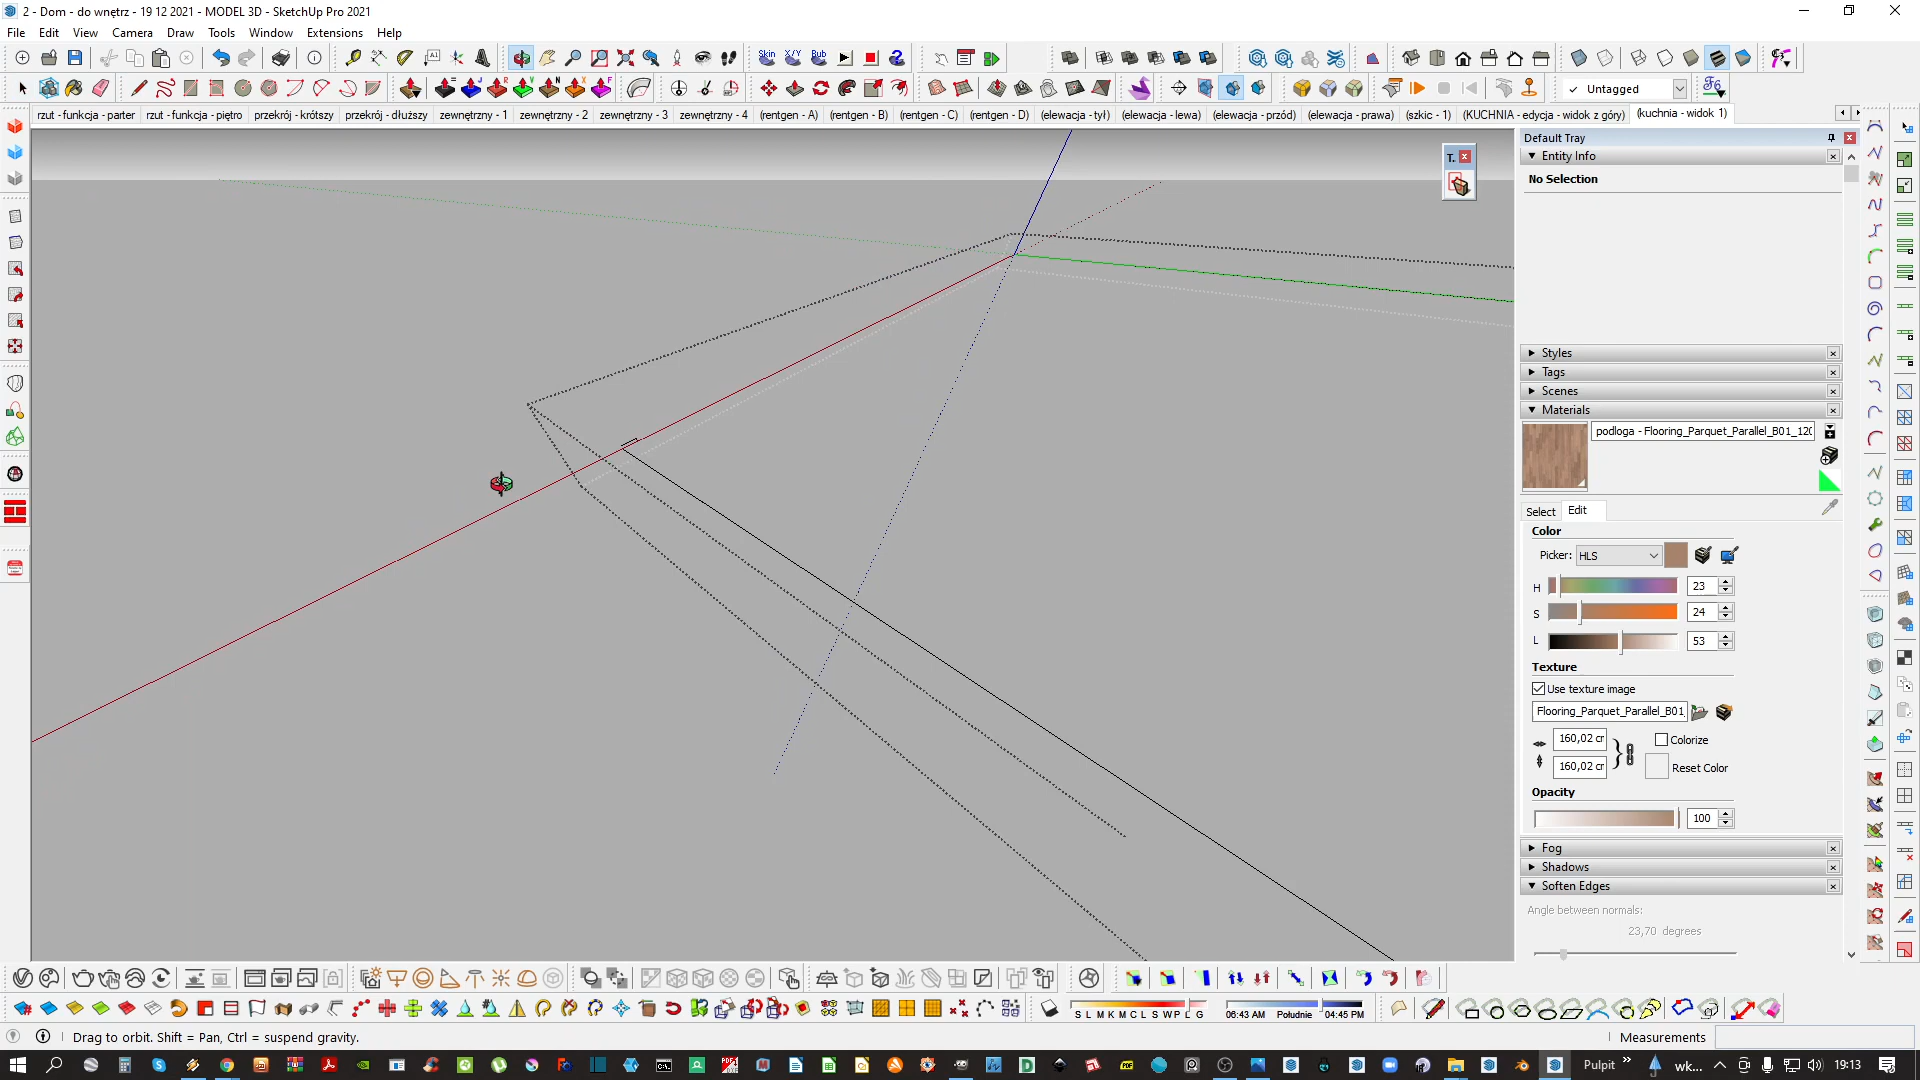 2 - Dom - do wnętrz - 19 12 2021 - MODEL 3D - SketchUp Pro 2021
File Edit View Camera Draw Tools Window Extensions Help
Skin X/Y Bub
Untagged
rzut - funkcja - parter rzut - funkcja - piętro przekrój - krótszy przekrój - dłuższy zewnętrzny - 1 zewnętrzny - 2 zewnętrzny - 3 zewnętrzny - 4 (rentgen - A) (rentgen - B) (rentgen - C) (rentgen - D) (elewacja - tył) (elewacja - lewa) (elewacja - przód) (elewacja - prawa) (szkic - 1) (KUCHNIA - edycja - widok z góry) (kuchnia - widok 1)
Default Tray
T.
Entity Info
No Selection
Styles
Tags
Scenes
Materials
podloga - Flooring_Parquet_Parallel_B01_120
Select Edit
Color
Picker: HLS
H 23
S 24
L 53
Texture
Use texture image
Flooring_Parquet_Parallel_B01_
160,02 cr Colorize
160,02 cr Reset Color
Opacity
100
Fog
Shadows
Soften Edges
Angle between normals:
23,70 degrees
S L M K M C L S W P L G 06:43 AM Południe 04:45 PM
Drag to orbit. Shift = Pan, Ctrl = suspend gravity. Measurements
Pulpit wk... 19:13